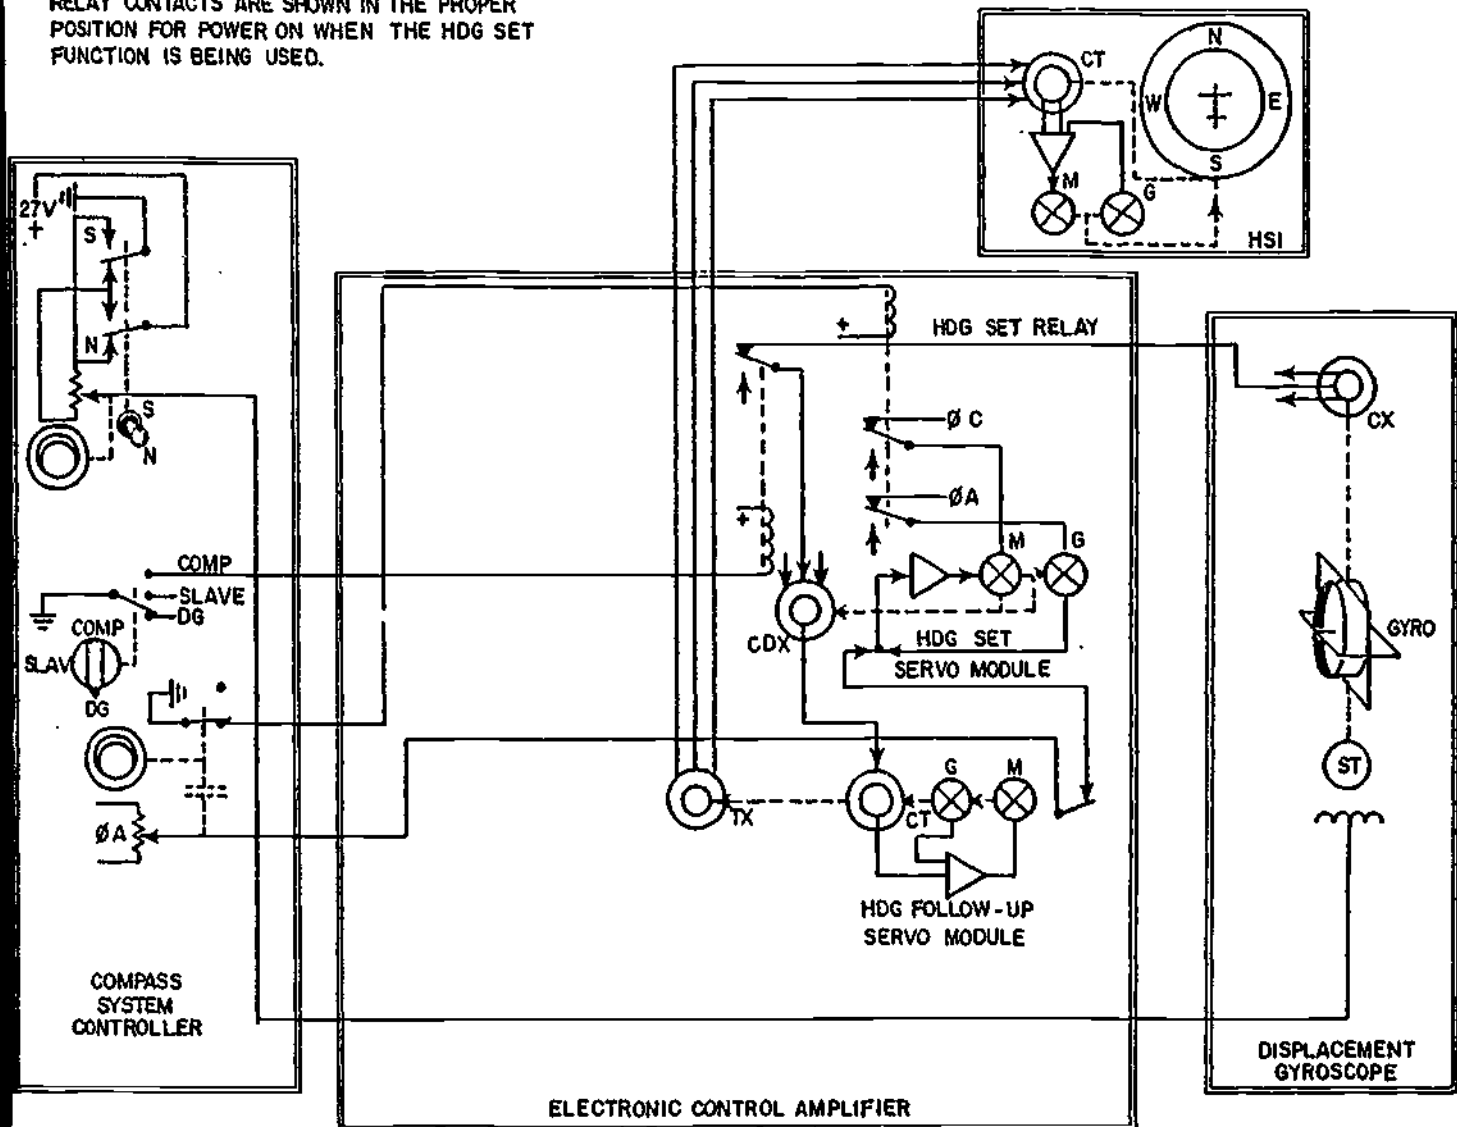 RELAY CONTACTS ARE SHOWN IN THE PROPER
POSITION FOR POWER ON WHEN THE HDG SET
FUNCTION IS BEING USED.
CT
N
W
E
S
M
G
HSI
27V
+
S
N
S
N
+
HDG SET RELAY
Ø C
ØA
CX
+
M
G
COMP
SLAVE
DG
COMP
SLAV
DG
CDX
HDG SET
SERVO MODULE
GYRO
ØA
TX
CT
G
M
ST
HDG FOLLOW-UP
SERVO MODULE
COMPASS
SYSTEM
CONTROLLER
DISPLACEMENT
GYROSCOPE
ELECTRONIC CONTROL AMPLIFIER